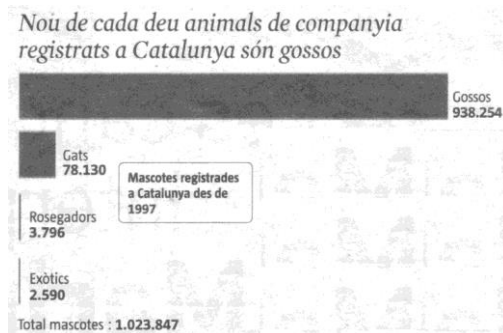 Nou de cada deu animals de companyia
registrats a Catalunya són gossos
Gossos
938.254
Gats
78.130
Mascotes registrades
a Catalunya des de
1997
Rosegadors
3.796
Exòtics
2.590
Total mascotes : 1.023.847